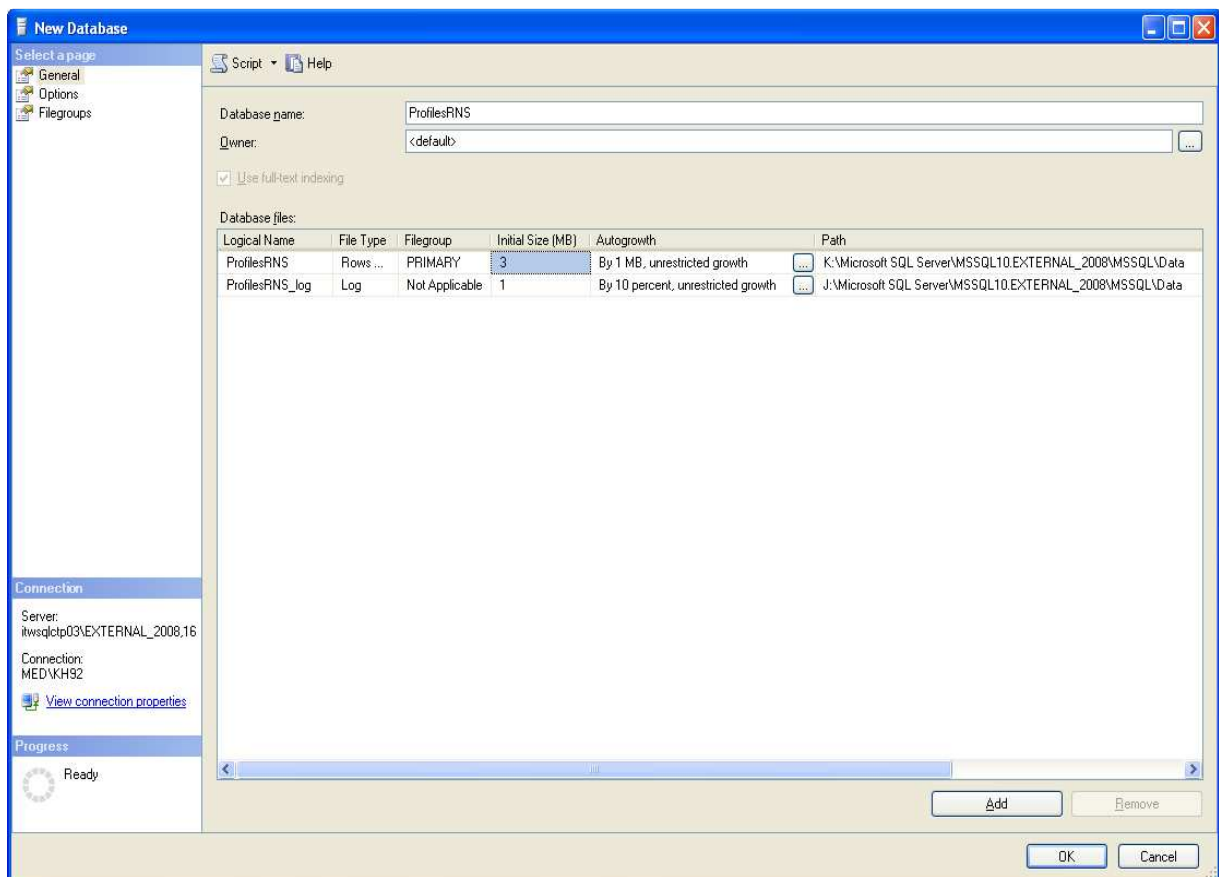 New Database
Select a page
General
Options
Filegroups
Script Help
Database name: ProfilesRNS
Owner: <default> ...
Use full-text indexing
Database files:
Logical Name File Type Filegroup Initial Size (MB) Autogrowth Path
ProfilesRNS Rows ... PRIMARY 3 By 1 MB, unrestricted growth ... K:\Microsoft SQL Server\MSSQL10.EXTERNAL_2008\MSSQL\Data
ProfilesRNS_log Log Not Applicable 1 By 10 percent, unrestricted growth ... J:\Microsoft SQL Server\MSSQL10.EXTERNAL_2008\MSSQL\Data
Connection
Server:
itwsqlctp03\EXTERNAL_2008,16
Connection:
MED\KH92
View connection properties
Progress
Ready
Add Remove
OK Cancel